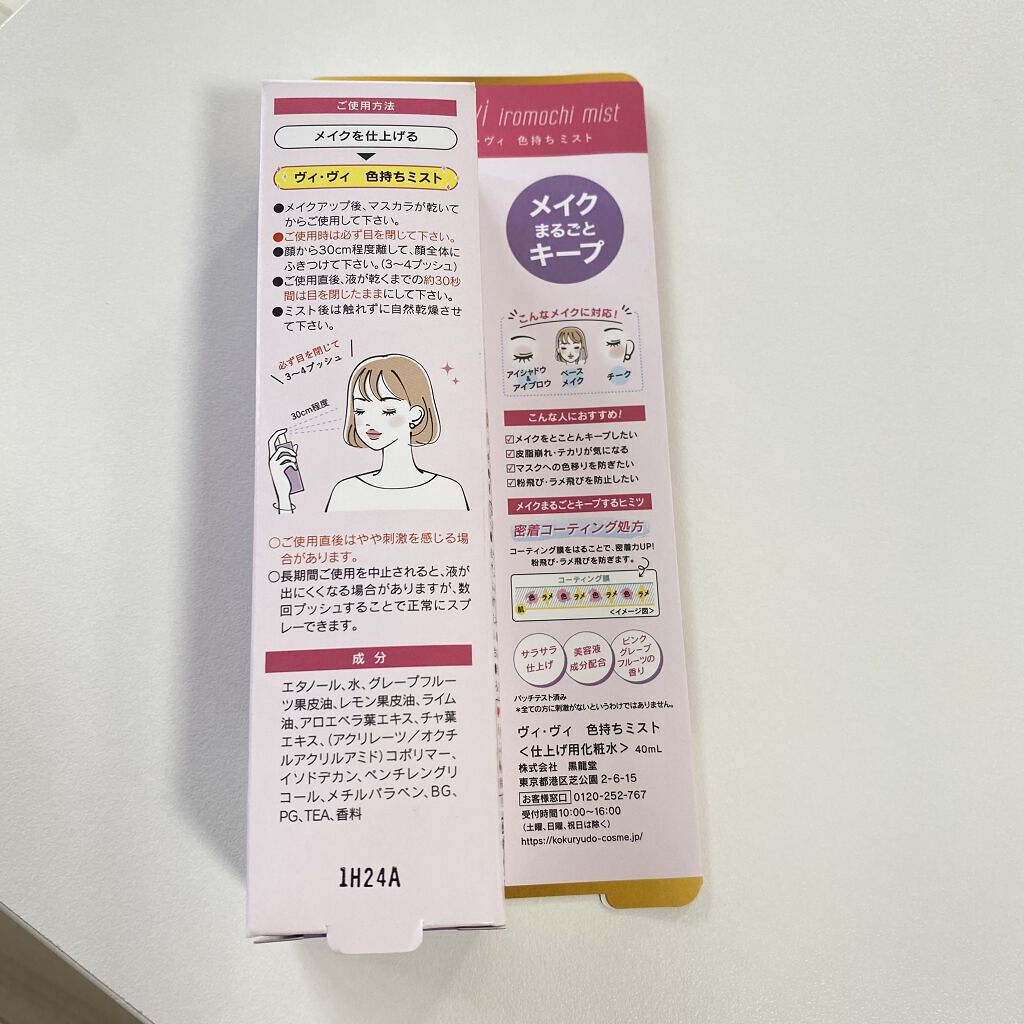 ご使用方法
メイクを仕上げる
ヴィ・ヴィ 色持ちミスト
●メイクアップ後、マスカラが乾いて
からご使用して下さい。
●ご使用時は必ず目を閉じて下さい。
●顔から30cm程度離して、顔全体に
ふきつけて下さい。(3〜4プッシュ)
●ご使用直後、液が乾くまでの約30秒
間は目を閉じたままにして下さい。
●ミスト後は触れずに自然乾燥させ
て下さい。
必ず目を閉じて
3〜4プッシュ
30cm程度
○ご使用直後はやや刺激を感じる場
合があります。
○長期間ご使用を中止されると、液が
出にくくなる場合がありますが、数
回プッシュすることで正常にスプ
レーできます。
成分
エタノール、水、グレープフルー
ツ果皮油、レモン果皮油、ライム
油、アロエベラ葉エキス、チャ葉
エキス、(アクリレーツ/オクチ
ルアクリルアミド)コポリマー、
イソドデカン、ペンチレングリ
コール、メチルパラベン、BG、
PG、TEA、香料
1H24A
vi iromochi mist
・ヴィ 色持ちミスト
メイク
まるごと
キープ
こんなメイクに対応!
アイシャドウ
&
アイブロウ
ベース
メイク
チーク
こんな人におすすめ!
☑メイクをとことんキープしたい
☑皮脂崩れ・テカリが気になる
☑マスクへの色移りを防ぎたい
☑粉飛び・ラメ飛びを防止したい
メイクまるごとキープするヒミツ
密着コーティング処方
コーティング膜をはることで、密着力UP!
粉飛び・ラメ飛びを防ぎます。
コーティング膜
色 ラメ 色 ラメ 色 ラメ 色 ラメ
肌
<イメージ図>
サラサラ
仕上げ
美容液
成分配合
ピンク
グレープ
フルーツの
香り
パッチテスト済み
*全ての方に刺激がないというわけではありません。
ヴィ・ヴィ 色持ちミスト
<仕上げ用化粧水> 40mL
株式会社 黒龍堂
東京都港区芝公園 2-6-15
お客様窓口 0120-252-767
受付時間10:00〜16:00
(土曜、日曜、祝日は除く)
https://kokuryudo-cosme.jp/